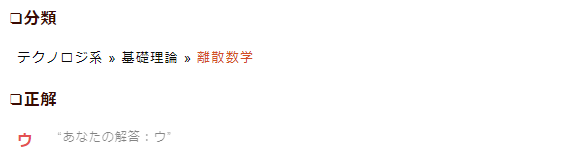 ❏分類
テクノロジ系 » 基礎理論 » 離散数学
❏正解
ウ “あなたの解答：ウ”